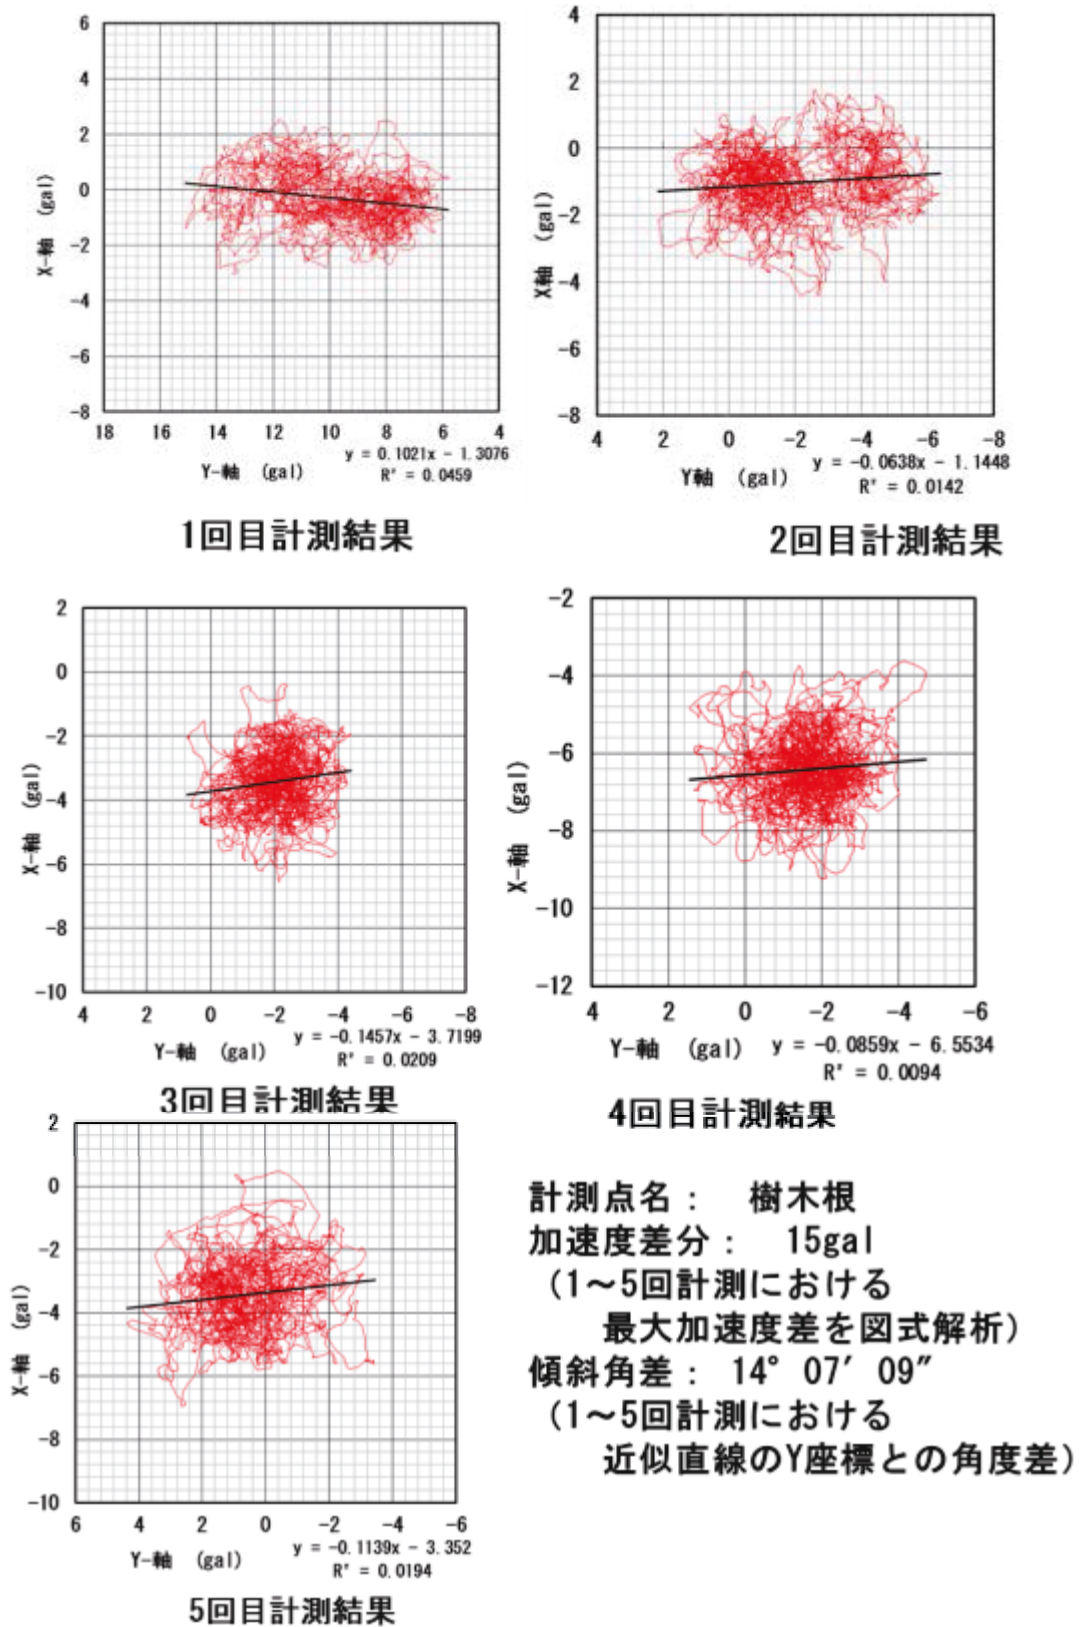 6
4
2
0
-2
-4
-6
-8
X-軸 (gal)
18 16 14 12 10 8 6 4
Y-軸 (gal)
y = 0.1021x - 1.3076
R² = 0.0459
1回目計測結果
4
2
0
-2
-4
-6
-8
X軸 (gal)
4 2 0 -2 -4 -6 -8
Y軸 (gal)
y = -0.0638x - 1.1448
R² = 0.0142
2回目計測結果
2
0
-2
-4
-6
-8
-10
X-軸 (gal)
4 2 0 -2 -4 -6 -8
Y-軸 (gal)
y = -0.1457x - 3.7199
R² = 0.0209
3回目計測結果
-2
-4
-6
-8
-10
-12
X-軸 (gal)
4 2 0 -2 -4 -6
Y-軸 (gal)
y = -0.0859x - 6.5534
R² = 0.0094
4回目計測結果
2
0
-2
-4
-6
-8
-10
X-軸 (gal)
6 4 2 0 -2 -4 -6
Y-軸 (gal)
y = -0.1139x - 3.352
R² = 0.0194
5回目計測結果
計測点名： 樹木根
加速度差分： 15gal
(1～5回計測における
最大加速度差を図式解析)
傾斜角差： 14° 07′ 09″
(1～5回計測における
近似直線のY座標との角度差)